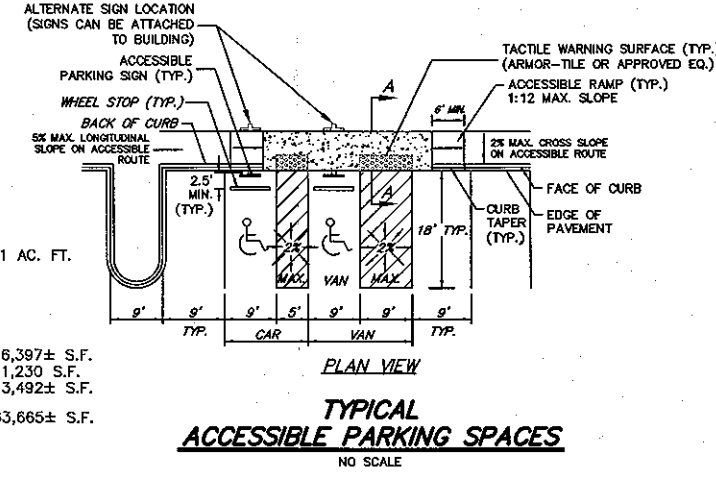 ALTERNATE SIGN LOCATION
(SIGNS CAN BE ATTACHED
TO BUILDING)
ACCESSIBLE
PARKING SIGN (TYP.)
WHEEL STOP (TYP.)
BACK OF CURB
5% MAX. LONGITUDINAL
SLOPE ON ACCESSIBLE
ROUTE
2.5'
MIN.
(TYP.)
A
6' MIN.
TACTILE WARNING SURFACE (TYP.)
(ARMOR-TILE OR APPROVED EQ.)
ACCESSIBLE RAMP (TYP.)
1:12 MAX. SLOPE
2% MAX. CROSS SLOPE
ON ACCESSIBLE ROUTE
A
FACE OF CURB
CURB
TAPER
(TYP.)
EDGE OF
PAVEMENT
18' TYP.
2%
MAX.
VAN
2%
MAX.
1 AC. FT.
9' 9' 9' 5' 9' 9' 9'
TYP. CAR VAN TYP.
6,397± S.F.
1,230 S.F.
3,492± S.F.
63,665± S.F.
PLAN VIEW
TYPICAL
ACCESSIBLE PARKING SPACES
NO SCALE